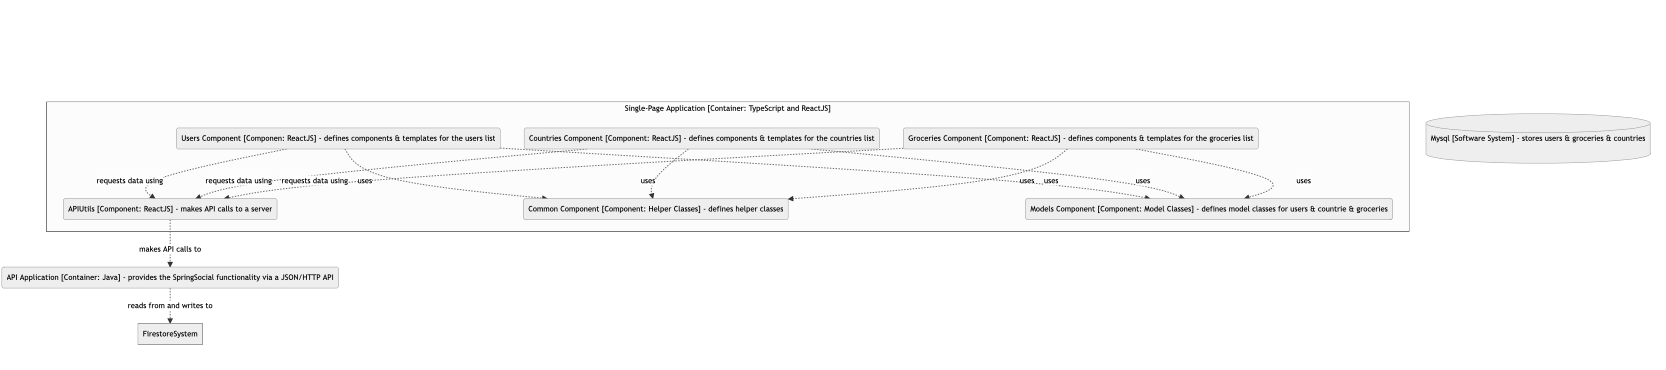 Single-Page Application [Container: TypeScript and ReactJS]
Users Component [Componen: ReactJS] - defines components & templates for the users list
Countries Component [Component: ReactJS] - defines components & templates for the countries list
Groceries Component [Component: ReactJS] - defines components & templates for the groceries list
Mysql [Software System] - stores users & groceries & countries
requests data using
requests data using
requests data using
uses
uses
uses
uses
uses
uses
APIUtils [Component: ReactJS] - makes API calls to a server
Common Component [Component: Helper Classes] - defines helper classes
Models Component [Component: Model Classes] - defines model classes for users & countrie & groceries
makes API calls to
API Application [Container: Java] - provides the SpringSocial functionality via a JSON/HTTP API
reads from and writes to
FirestoreSystem